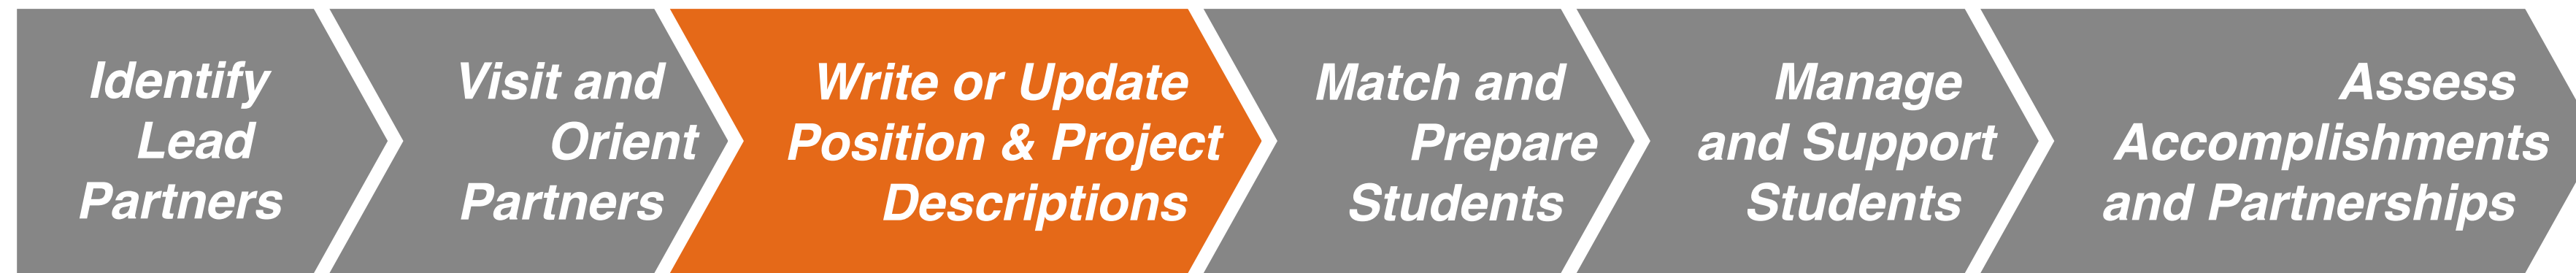 Identify
Lead
Partners
Visit and
Orient
Partners
Write or Update
Position & Project
Descriptions
Match and
Prepare
Students
Manage
and Support
Students
Assess
Accomplishments
and Partnerships